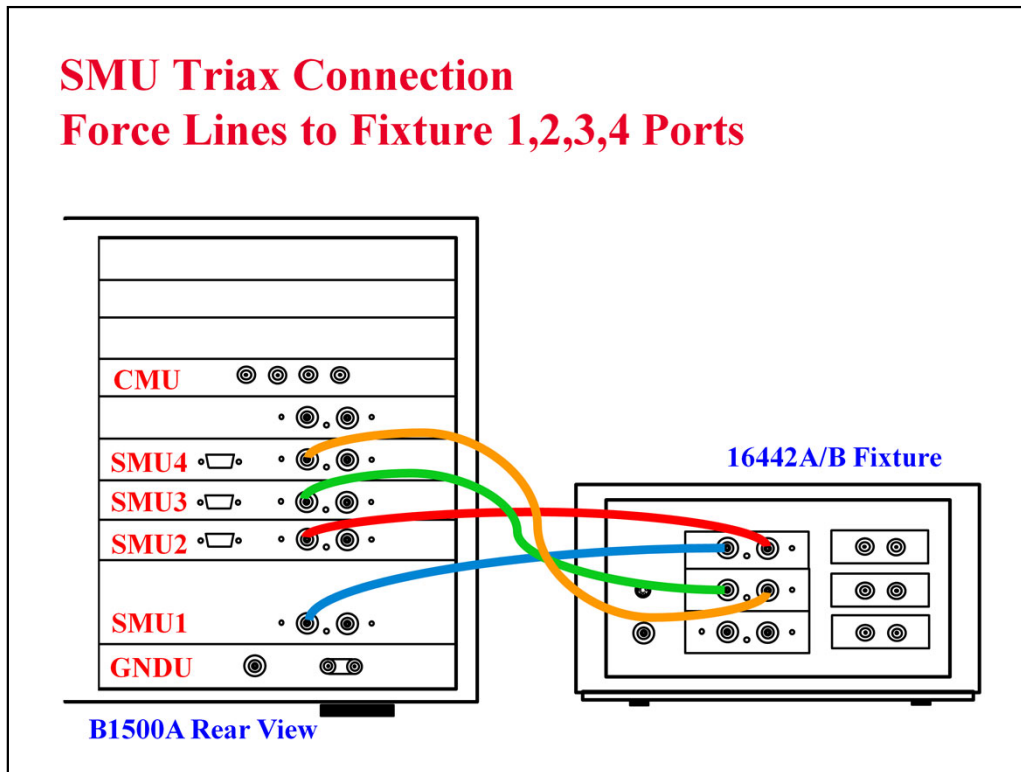 SMU Triax Connection
Force Lines to Fixture 1,2,3,4 Ports
CMU
SMU4
SMU3
SMU2
SMU1
GNDU
B1500A Rear View
16442A/B Fixture